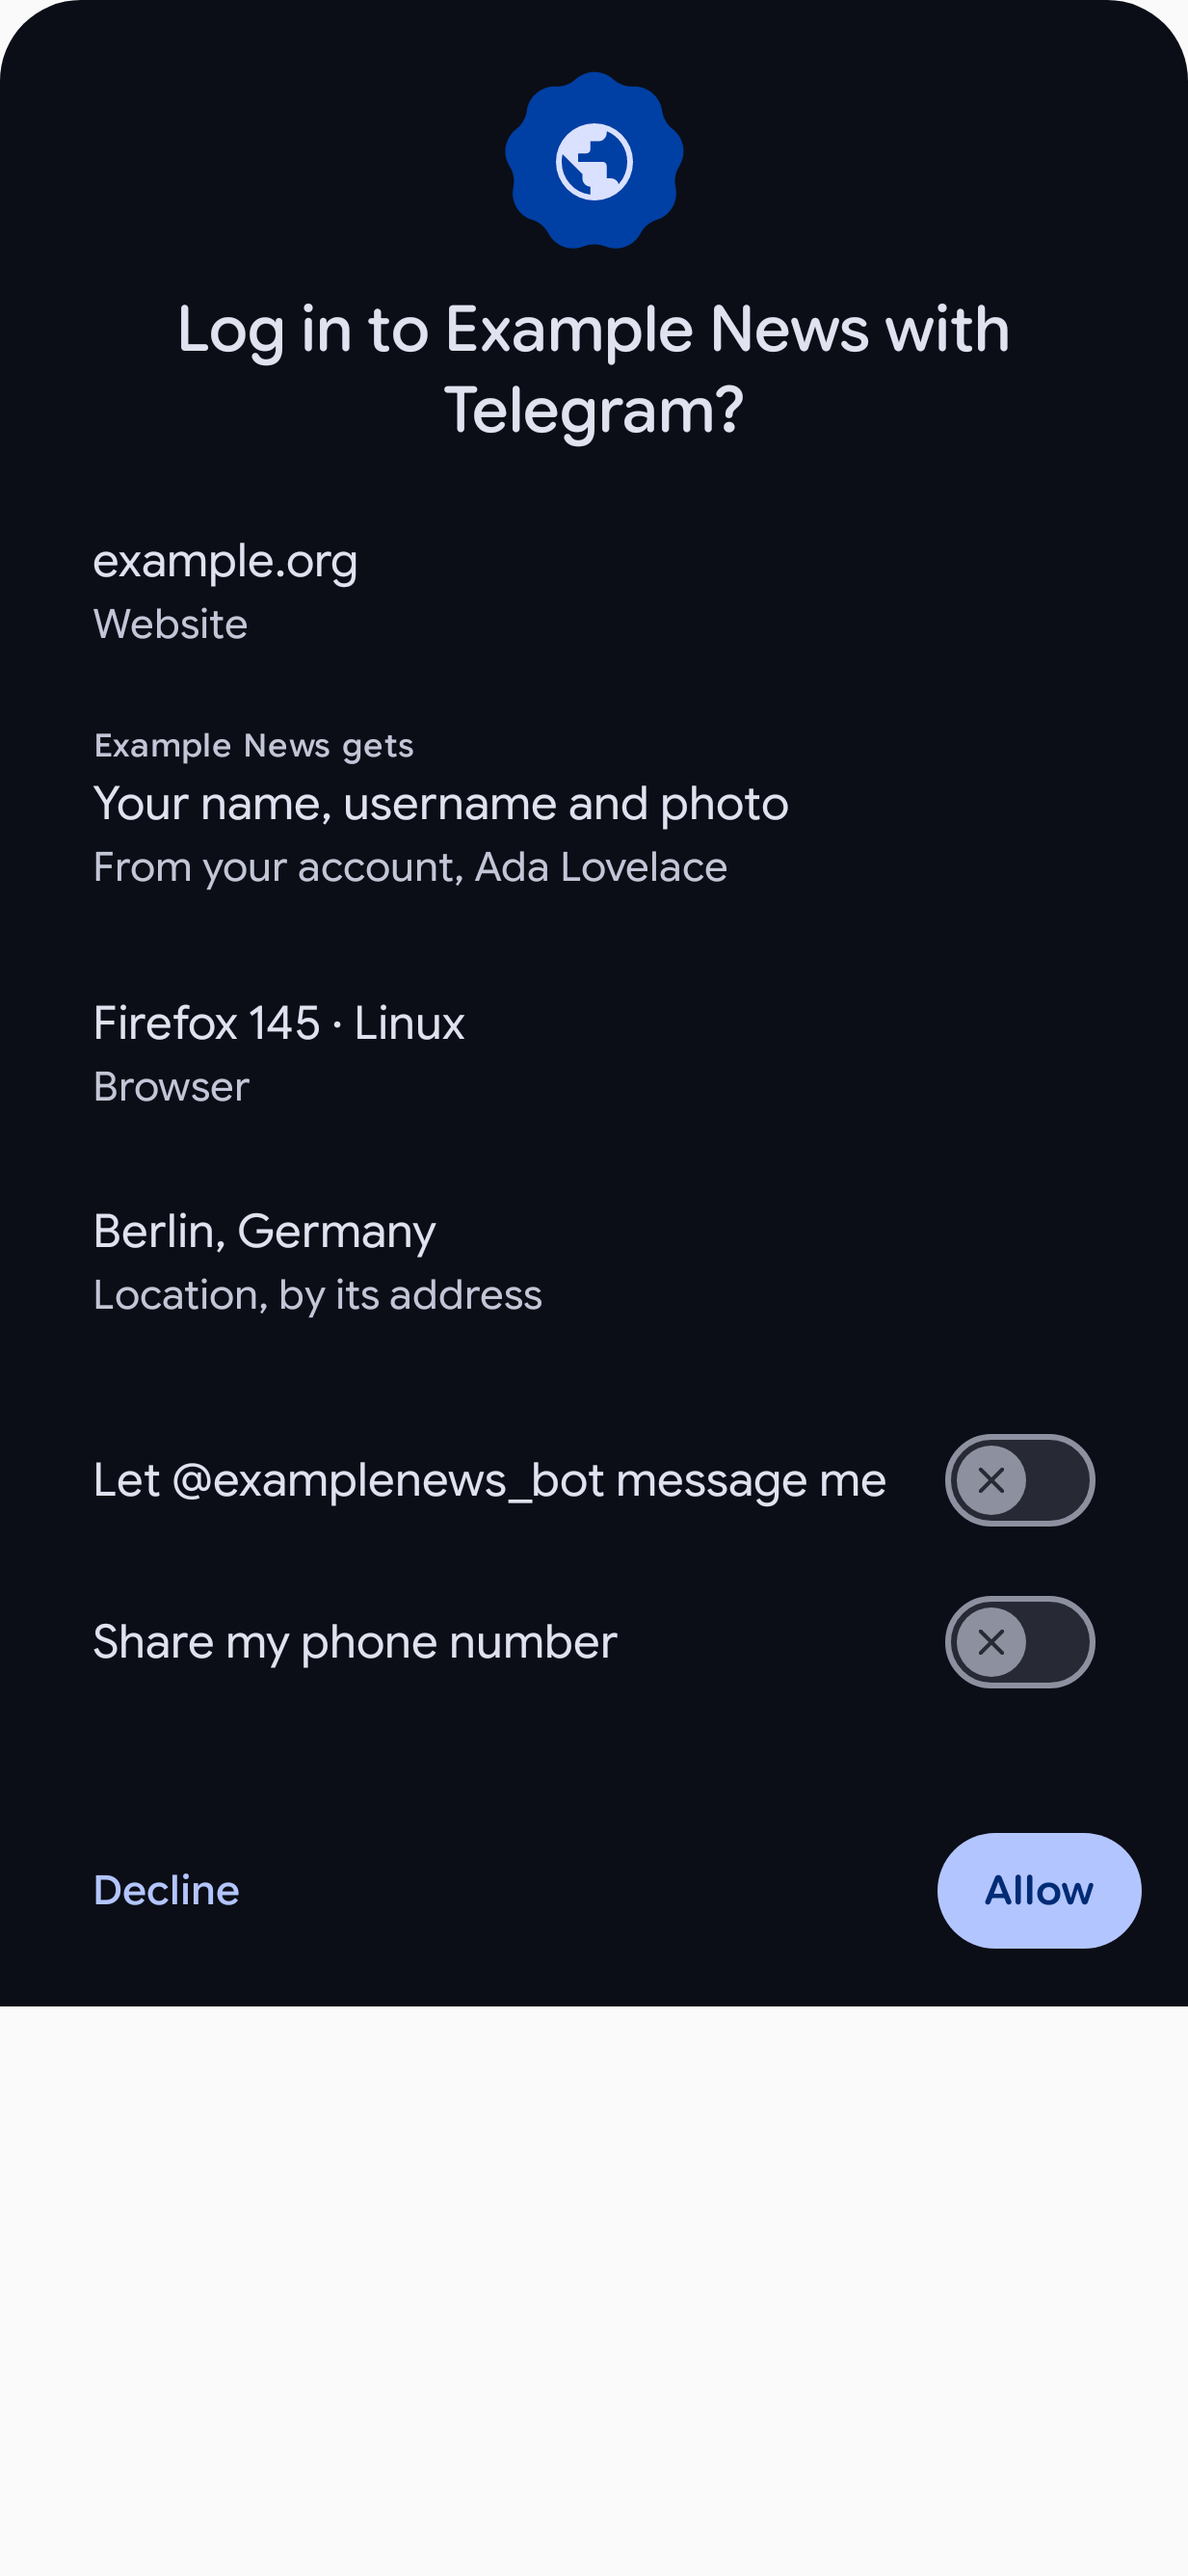 Log in to Example News with
Telegram?
example.org
Website
Example News gets
Your name, username and photo
From your account, Ada Lovelace
Firefox 145 · Linux
Browser
Berlin, Germany
Location, by its address
Let @examplenews_bot message me
Share my phone number
Decline
Allow